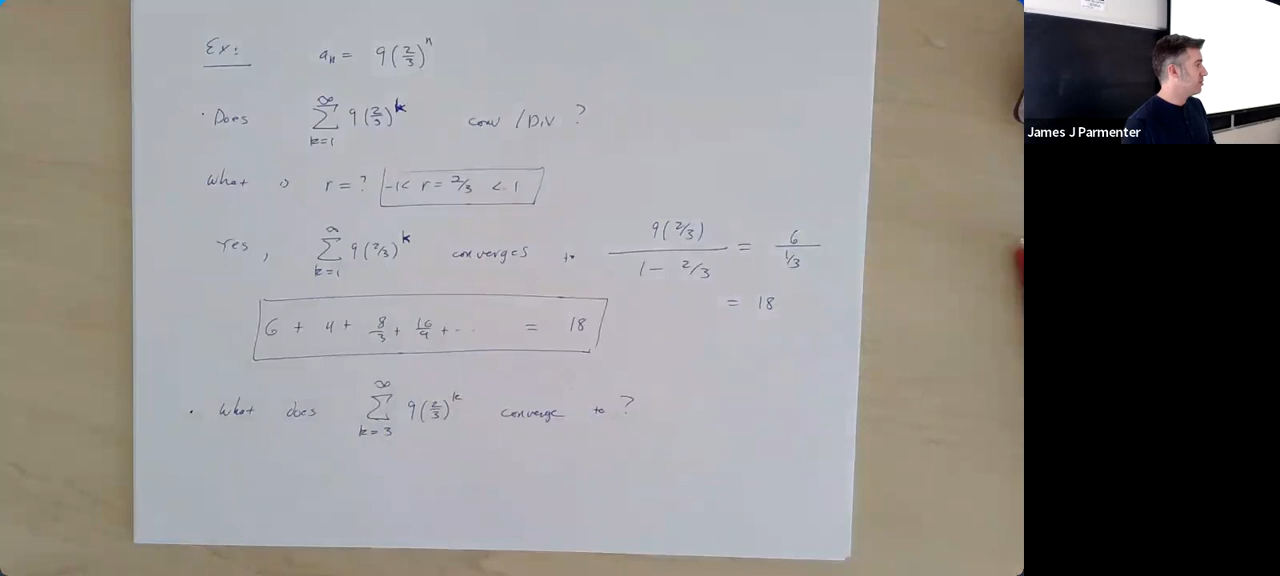 Ex: aₙ = 9(2/3)ⁿ
· Does ∑_{k=1}^{∞} 9(2/3)^k conv / Div ?
What is r = ? -1 < r = 2/3 < 1
Yes, ∑_{k=1}^{∞} 9(2/3)^k converges to 9(2/3)/(1 - 2/3) = 6/(1/3)
= 18
6 + 4 + 8/3 + 16/9 + ... = 18
· What does ∑_{k=3}^{∞} 9(2/3)^k converge to ?
James J Parmenter